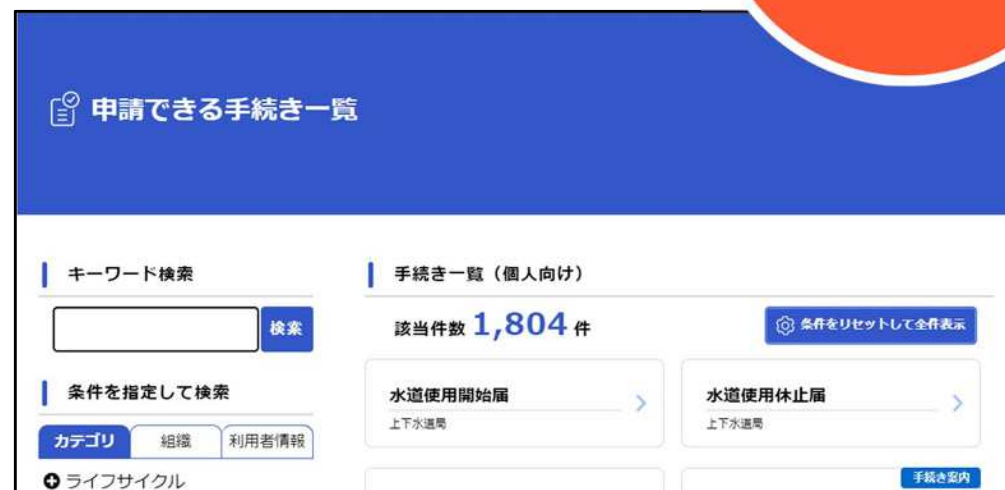 申請できる手続き一覧
キーワード検索
検索
条件を指定して検索
カテゴリ
組織
利用者情報
ライフサイクル
手続き一覧（個人向け）
該当件数 1,804 件
条件をリセットして全件表示
水道使用開始届
上下水道局
水道使用休止届
上下水道局
手続き案内